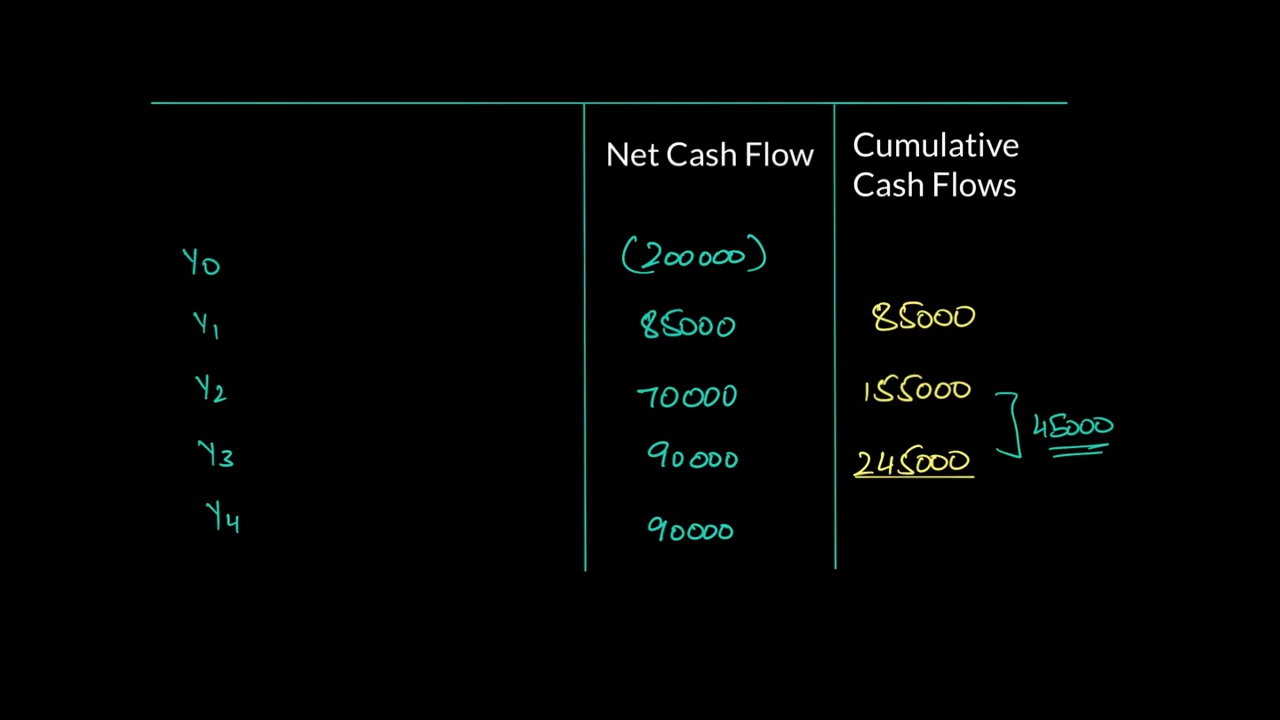 Net Cash Flow Cumulative
Cash Flows
Y0 (200000)
Y1 85000 85000
Y2 70000 155000
45000
Y3 90000 245000
Y4 90000